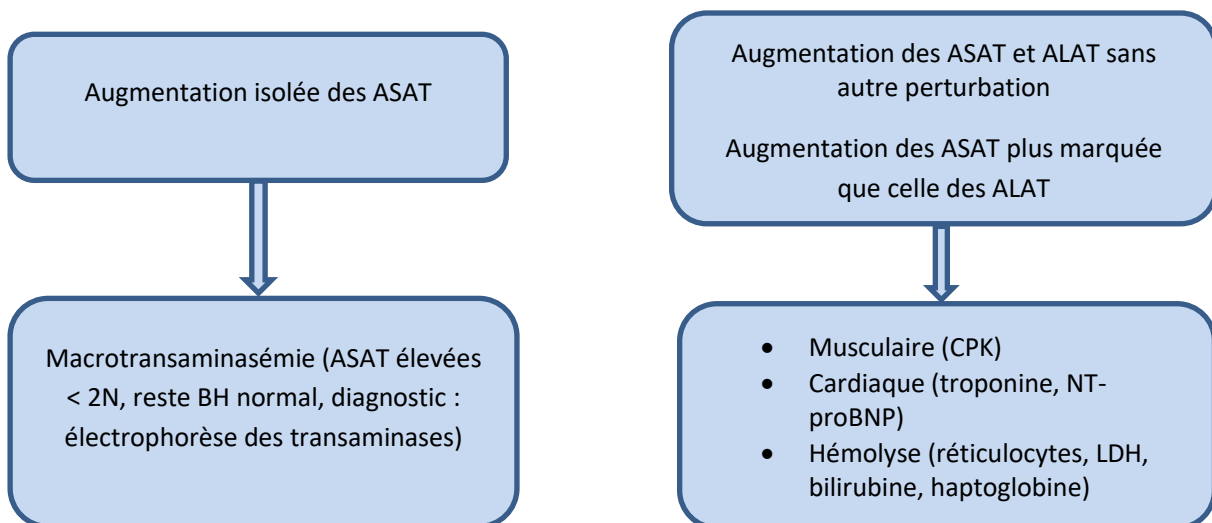 Augmentation isolée des ASAT
Macrotransaminasémie (ASAT élevées
< 2N, reste BH normal, diagnostic :
électrophorèse des transaminases)
Augmentation des ASAT et ALAT sans
autre perturbation
Augmentation des ASAT plus marquée
que celle des ALAT
• Musculaire (CPK)
• Cardiaque (troponine, NT-
proBNP)
• Hémolyse (réticulocytes, LDH,
bilirubine, haptoglobine)